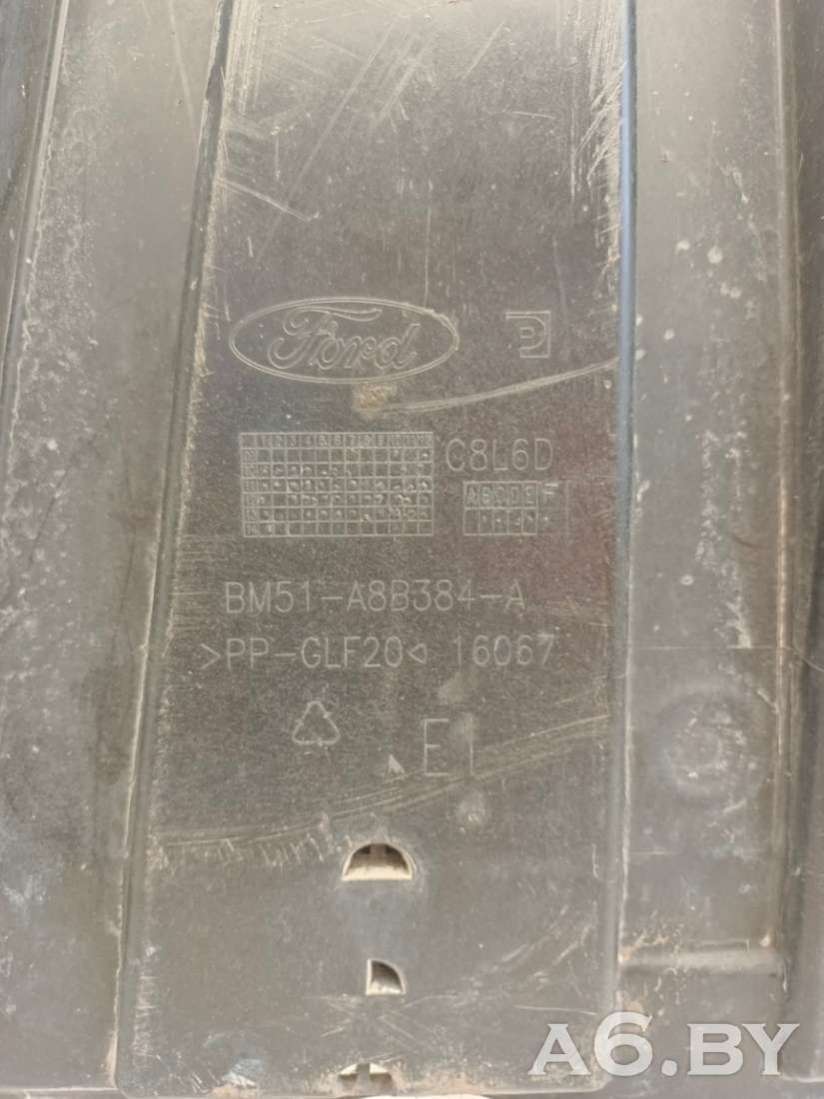 Ford
C8L6D
A B C D E F
BM51-A8B384-A
>PP-GLF20< 16067
E
A6.BY